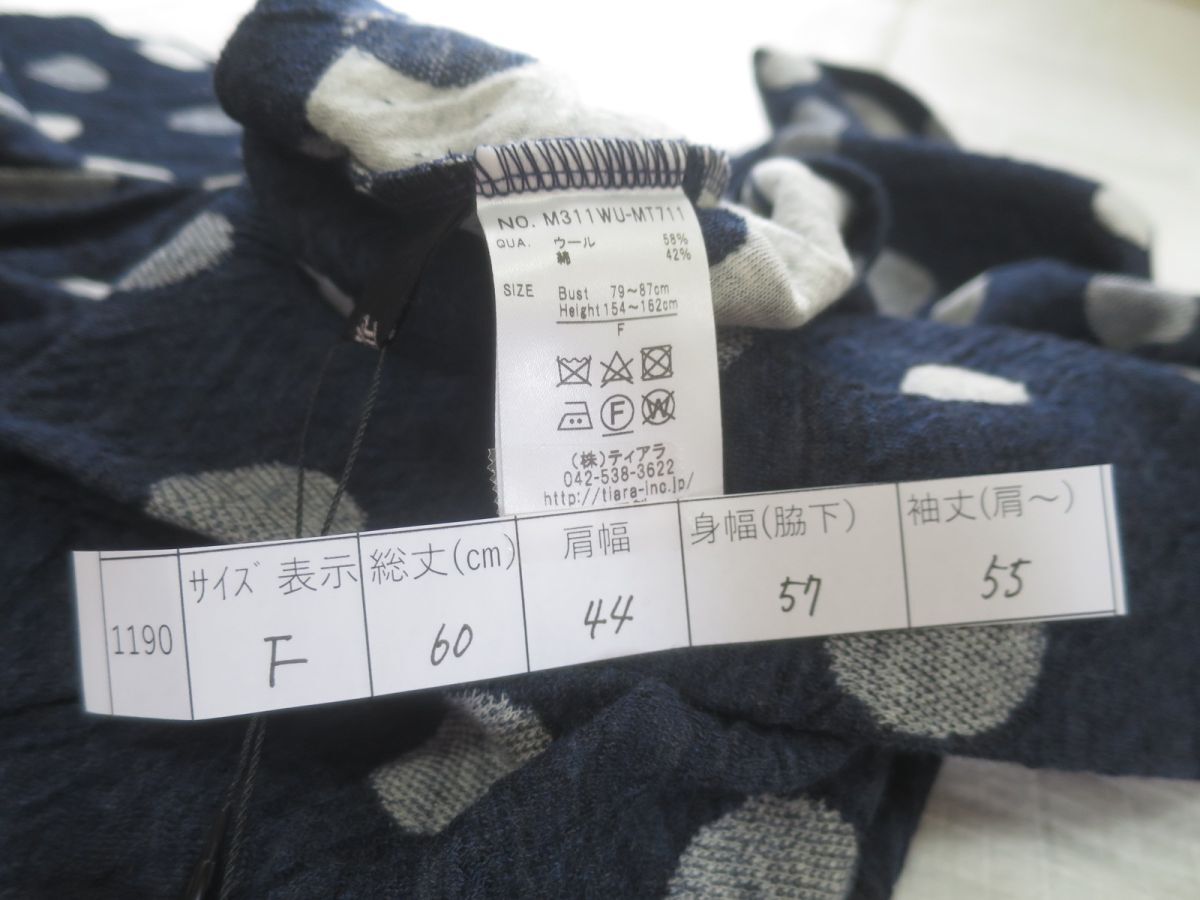 NO. M311WU-MT711
QUA. ウール 58%
綿 42%
SIZE Bust 79～87cm
Height 154～162cm
F
F
W
(株)ティアラ
042-538-3622
http://tiara-inc.jp/
1190 サイズ 表示 総丈(cm) 肩幅 身幅(脇下) 袖丈(肩～)
F 60 44 57 55